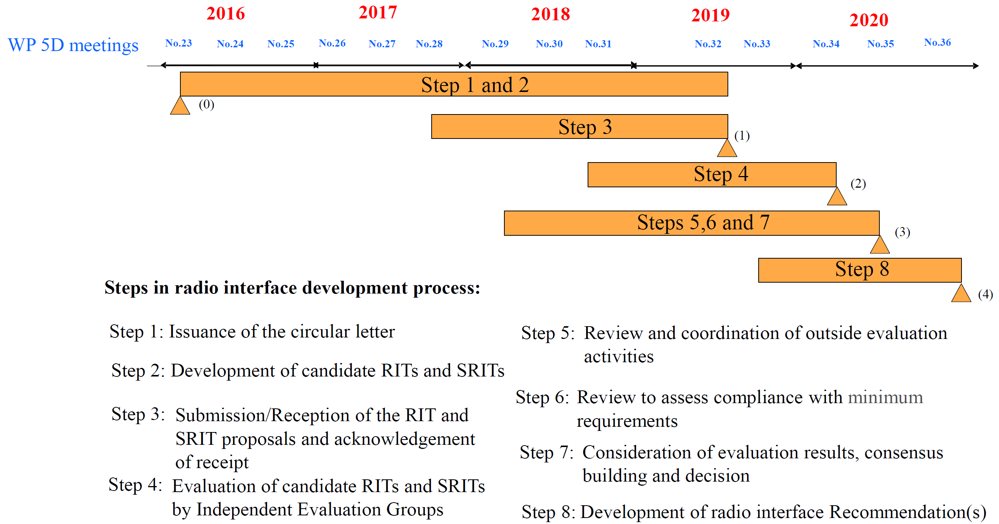 2016 2017 2018 2019 2020
WP 5D meetings No.23 No.24 No.25 No.26 No.27 No.28 No.29 No.30 No.31 No.32 No.33 No.34 No.35 No.36
Step 1 and 2
(0)
Step 3
(1)
Step 4
(2)
Steps 5,6 and 7
(3)
Step 8
(4)
Steps in radio interface development process:
Step 1: Issuance of the circular letter
Step 2: Development of candidate RITs and SRITs
Step 3: Submission/Reception of the RIT and
SRIT proposals and acknowledgement
of receipt
Step 4: Evaluation of candidate RITs and SRITs
by Independent Evaluation Groups
Step 5: Review and coordination of outside evaluation
activities
Step 6: Review to assess compliance with minimum
requirements
Step 7: Consideration of evaluation results, consensus
building and decision
Step 8: Development of radio interface Recommendation(s)